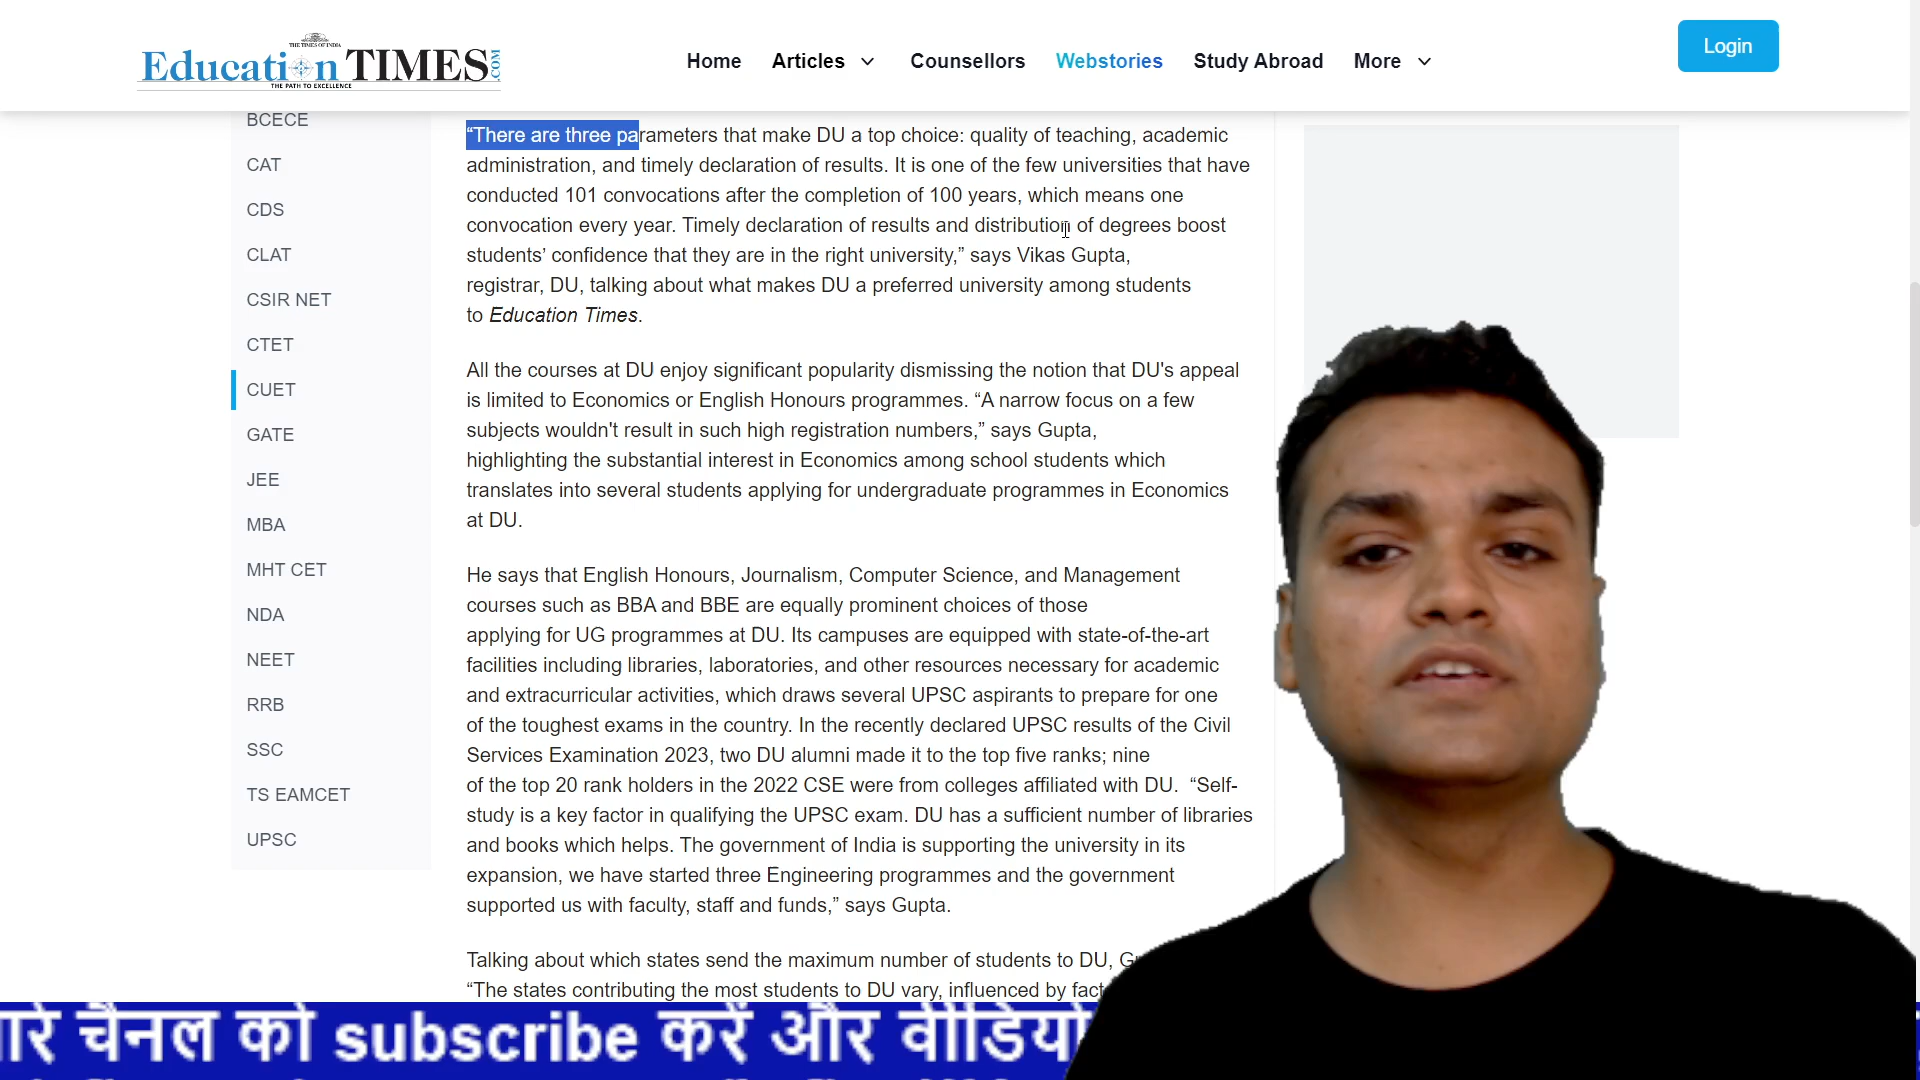 THE TIMES OF INDIA
Education TIMES.COM
THE PATH TO EXCELLENCE
Home Articles Counsellors Webstories Study Abroad More
Login
BCECE
CAT
CDS
CLAT
CSIR NET
CTET
CUET
GATE
JEE
MBA
MHT CET
NDA
NEET
RRB
SSC
TS EAMCET
UPSC
“There are three parameters that make DU a top choice: quality of teaching, academic
administration, and timely declaration of results. It is one of the few universities that have
conducted 101 convocations after the completion of 100 years, which means one
convocation every year. Timely declaration of results and distribution of degrees boost
students’ confidence that they are in the right university,” says Vikas Gupta,
registrar, DU, talking about what makes DU a preferred university among students
to Education Times.
All the courses at DU enjoy significant popularity dismissing the notion that DU's appeal
is limited to Economics or English Honours programmes. “A narrow focus on a few
subjects wouldn't result in such high registration numbers,” says Gupta,
highlighting the substantial interest in Economics among school students which
translates into several students applying for undergraduate programmes in Economics
at DU.
He says that English Honours, Journalism, Computer Science, and Management
courses such as BBA and BBE are equally prominent choices of those
applying for UG programmes at DU. Its campuses are equipped with state-of-the-art
facilities including libraries, laboratories, and other resources necessary for academic
and extracurricular activities, which draws several UPSC aspirants to prepare for one
of the toughest exams in the country. In the recently declared UPSC results of the Civil
Services Examination 2023, two DU alumni made it to the top five ranks; nine
of the top 20 rank holders in the 2022 CSE were from colleges affiliated with DU. “Self-
study is a key factor in qualifying the UPSC exam. DU has a sufficient number of libraries
and books which helps. The government of India is supporting the university in its
expansion, we have started three Engineering programmes and the government
supported us with faculty, staff and funds,” says Gupta.
Talking about which states send the maximum number of students to DU,
“The states contributing the most students to DU vary, influenced by
चैनल को subscribe करें और वीडियो